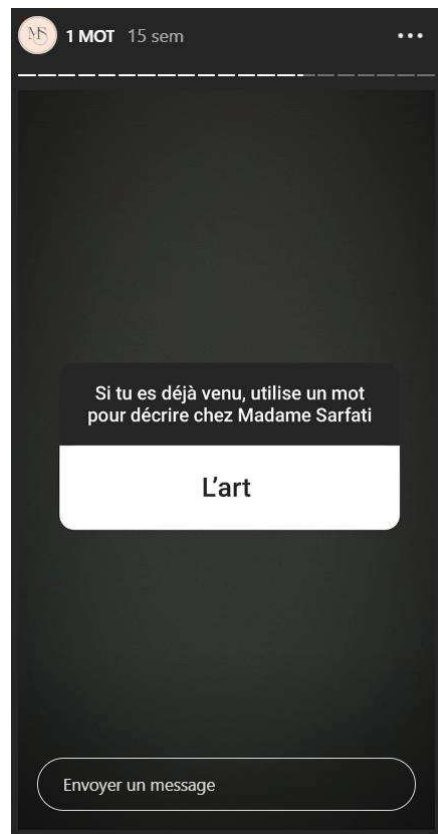 MS
1 MOT 15 sem
Si tu es déjà venu, utilise un mot
pour décrire chez Madame Sarfati
L'art
Envoyer un message